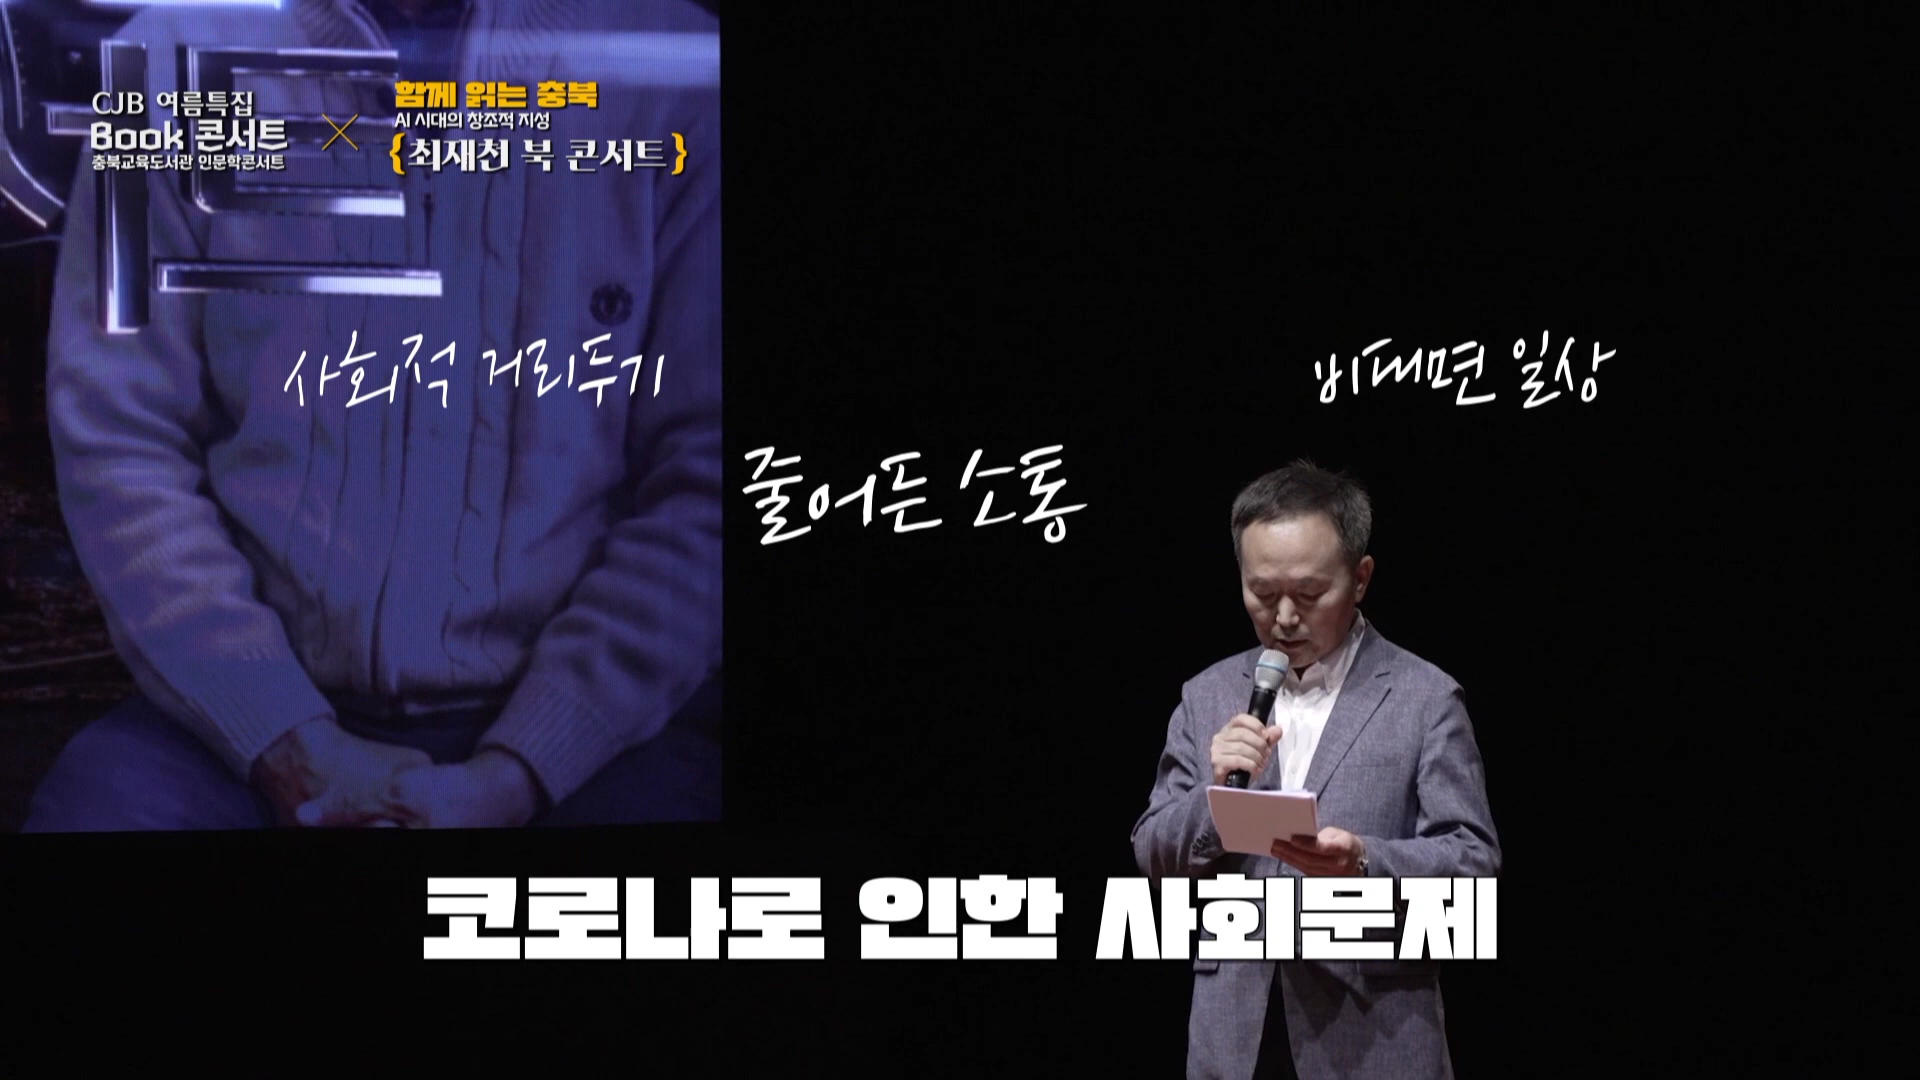 CJB 여름특집
Book 콘서트
충북교육도서관 인문학콘서트
함께 읽는 충북
AI 시대의 창조적 지성
{최재천 북 콘서트}
사회적 거리두기
비대면 일상
줄어든 소통
코로나로 인한 사회문제